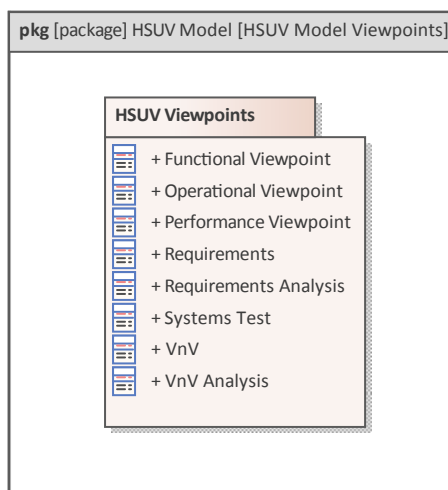 pkg [package] HSUV Model [HSUV Model Viewpoints]
HSUV Viewpoints
+ Functional Viewpoint
+ Operational Viewpoint
+ Performance Viewpoint
+ Requirements
+ Requirements Analysis
+ Systems Test
+ VnV
+ VnV Analysis